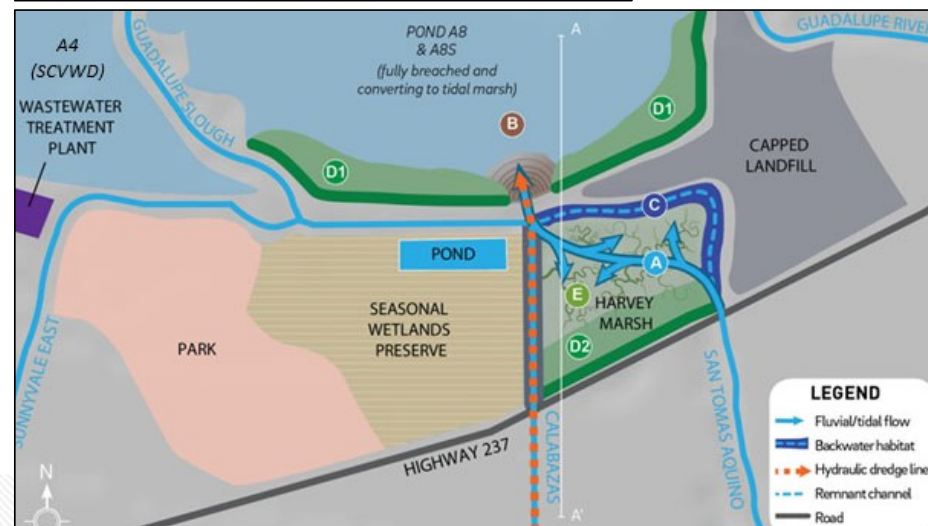 A4
(SCVWD)
WASTEWATER
TREATMENT
PLANT
GUADALUPE SLOUGH
POND A8
& A8S
(fully breached and
converting to tidal marsh)
A
GUADALUPE RIVER
B
D1
D1
CAPPED
LANDFILL
C
POND
A
E
HARVEY
MARSH
SEASONAL
WETLANDS
PRESERVE
D2
PARK
SUNNYVALE EAST
SAN TOMAS AQUINO
CALABAZAS
HIGHWAY 237
N
A'
LEGEND
Fluvial/tidal flow
Backwater habitat
Hydraulic dredge line
Remnant channel
Road